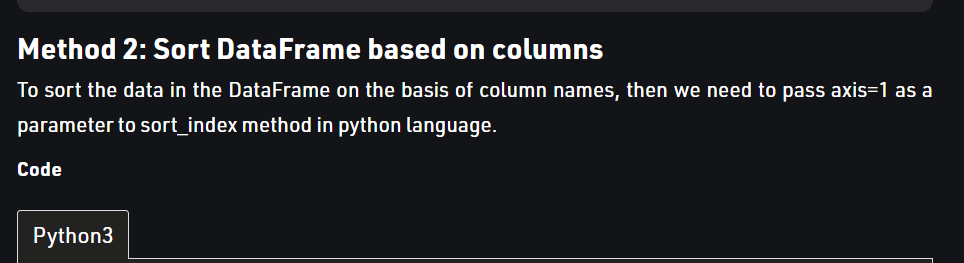 Method 2: Sort DataFrame based on columns
To sort the data in the DataFrame on the basis of column names, then we need to pass axis=1 as a
parameter to sort_index method in python language.
Code
Python3